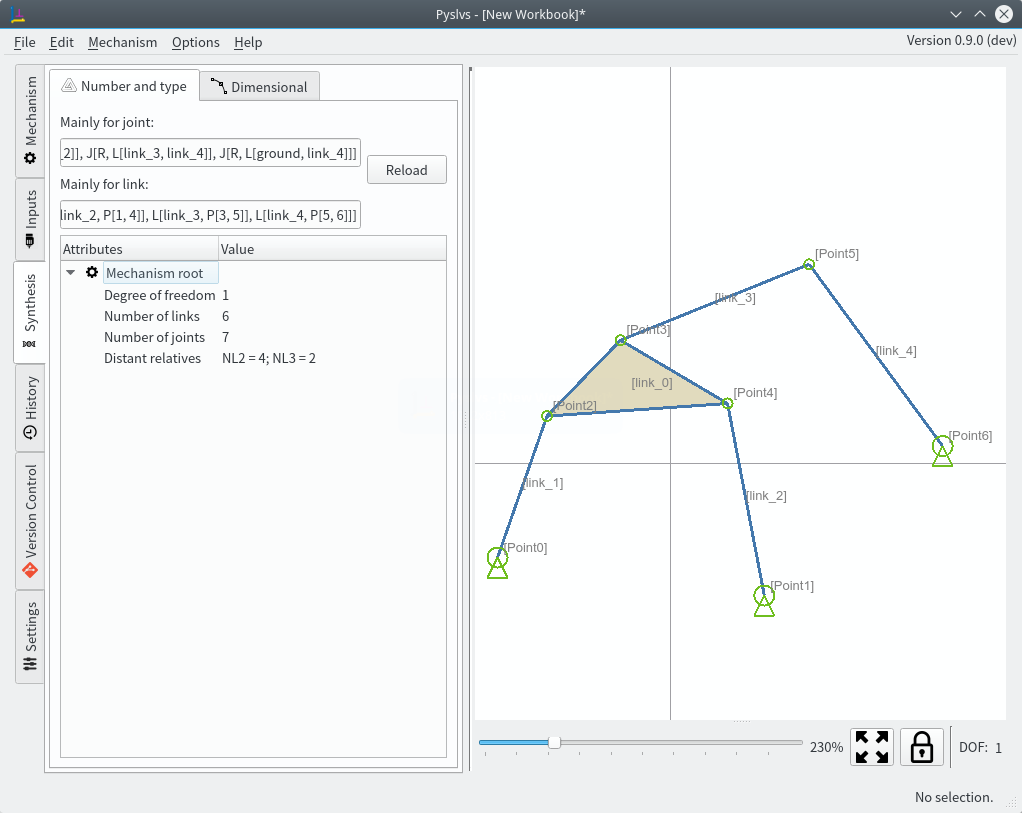 Pyslvs - [New Workbook]*
File Edit Mechanism Options Help
Version 0.9.0 (dev)
Mechanism
Inputs
Synthesis
History
Version Control
Settings
Number and type
Dimensional
Mainly for joint:
_2]], J[R, L[link_3, link_4]], J[R, L[ground, link_4]]]
Reload
Mainly for link:
link_2, P[1, 4]], L[link_3, P[3, 5]], L[link_4, P[5, 6]]]
Attributes Value
Mechanism root
Degree of freedom 1
Number of links 6
Number of joints 7
Distant relatives NL2 = 4; NL3 = 2
[Point5]
[link_3]
[Point3]
[link_4]
[link_0]
[Point4]
[Point2]
[Point6]
[link_1]
[link_2]
[Point0]
[Point1]
230%
DOF: 1
No selection.